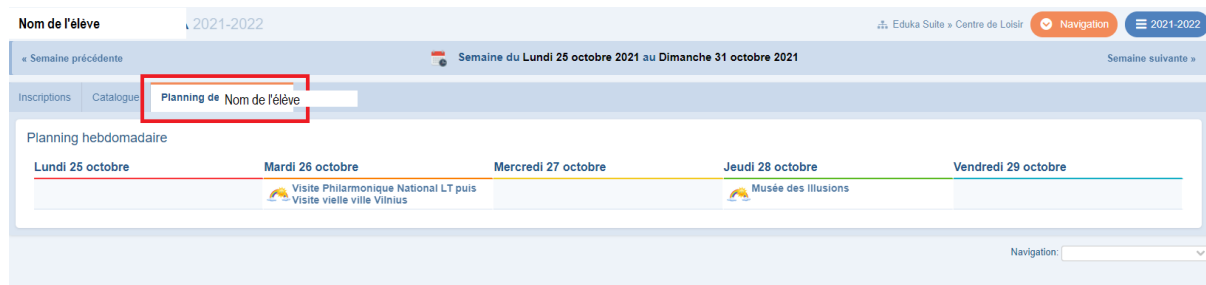 Nom de l'élève 2021-2022
Eduka Suite » Centre de Loisir Navigation 2021-2022
« Semaine précédente Semaine du Lundi 25 octobre 2021 au Dimanche 31 octobre 2021 Semaine suivante »
Inscriptions Catalogue Planning de Nom de l'élève
Planning hebdomadaire
Lundi 25 octobre Mardi 26 octobre Mercredi 27 octobre Jeudi 28 octobre Vendredi 29 octobre
Visite Philarmonique National LT puis
Visite vielle ville Vilnius
Musée des Illusions
Navigation: